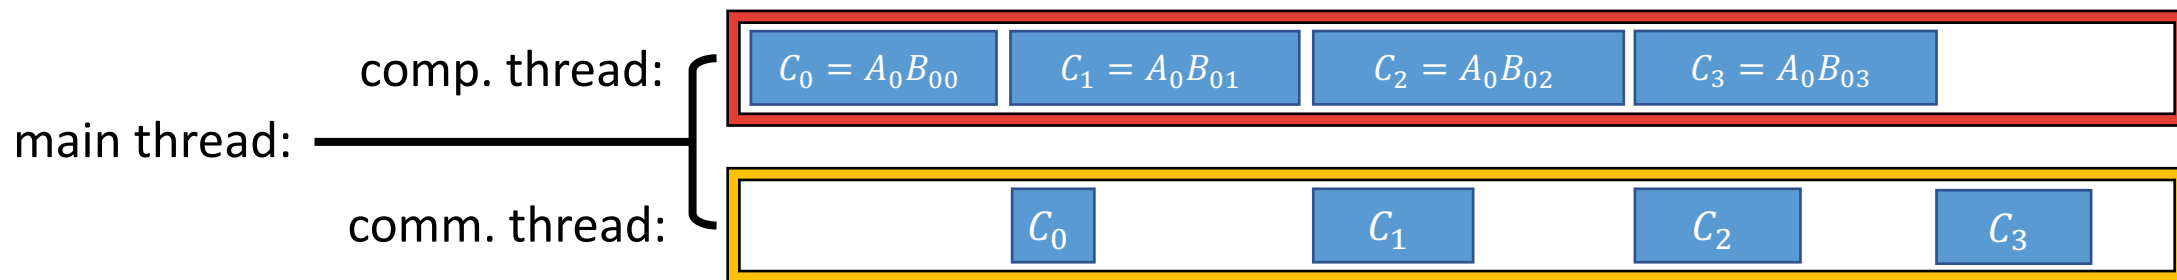 comp. thread:
C₀ = A₀B₀₀
C₁ = A₀B₀₁
C₂ = A₀B₀₂
C₃ = A₀B₀₃
main thread:
comm. thread:
C₀
C₁
C₂
C₃